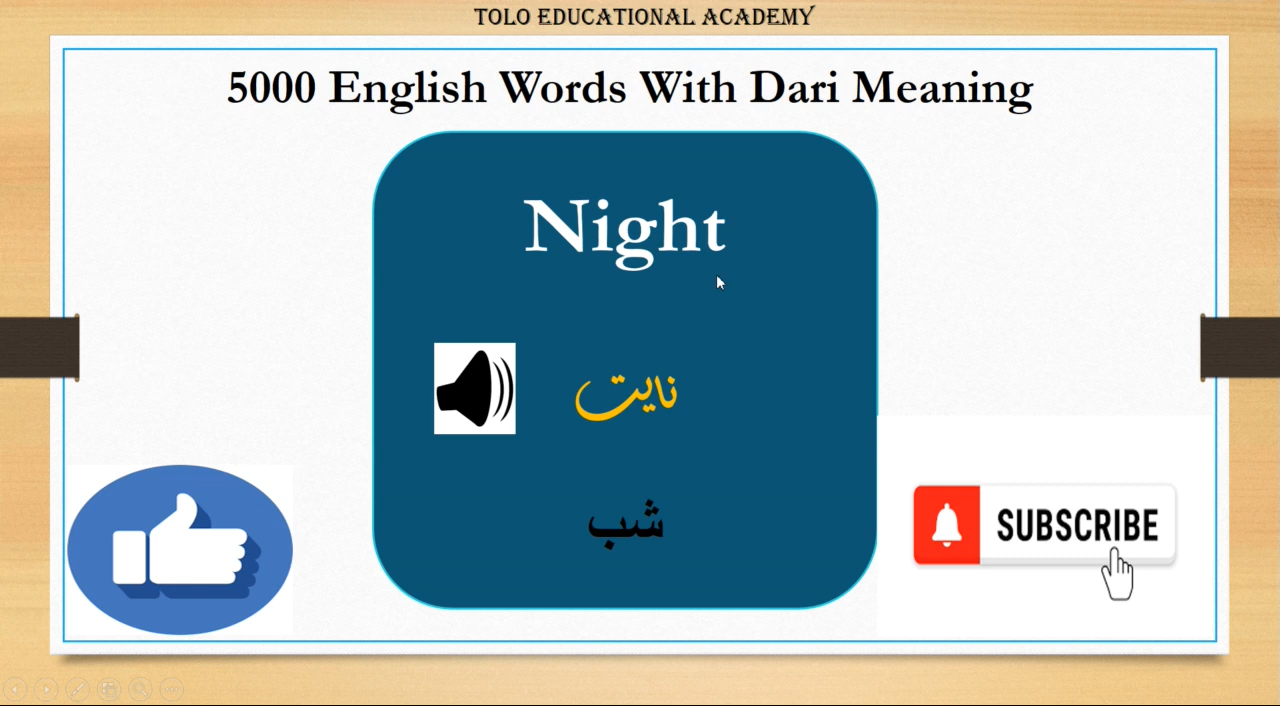 TOLO EDUCATIONAL ACADEMY
5000 English Words With Dari Meaning
Night
نایت
شب
SUBSCRIBE